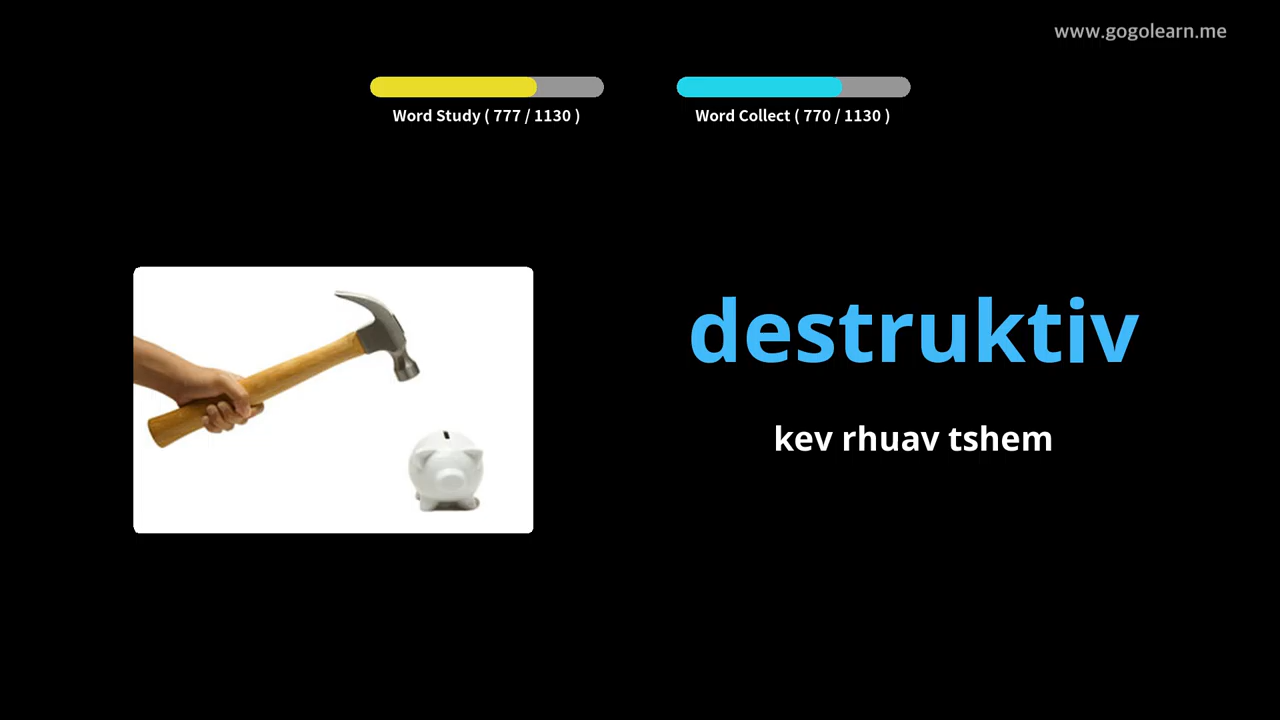 www.gogolearn.me
Word Study ( 777 / 1130 )
Word Collect ( 770 / 1130 )
destruktiv
kev rhuav tshem